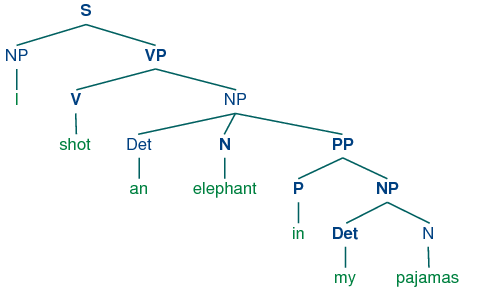 S
NP VP
I V NP
shot Det N PP
an elephant P NP
in Det N
my pajamas